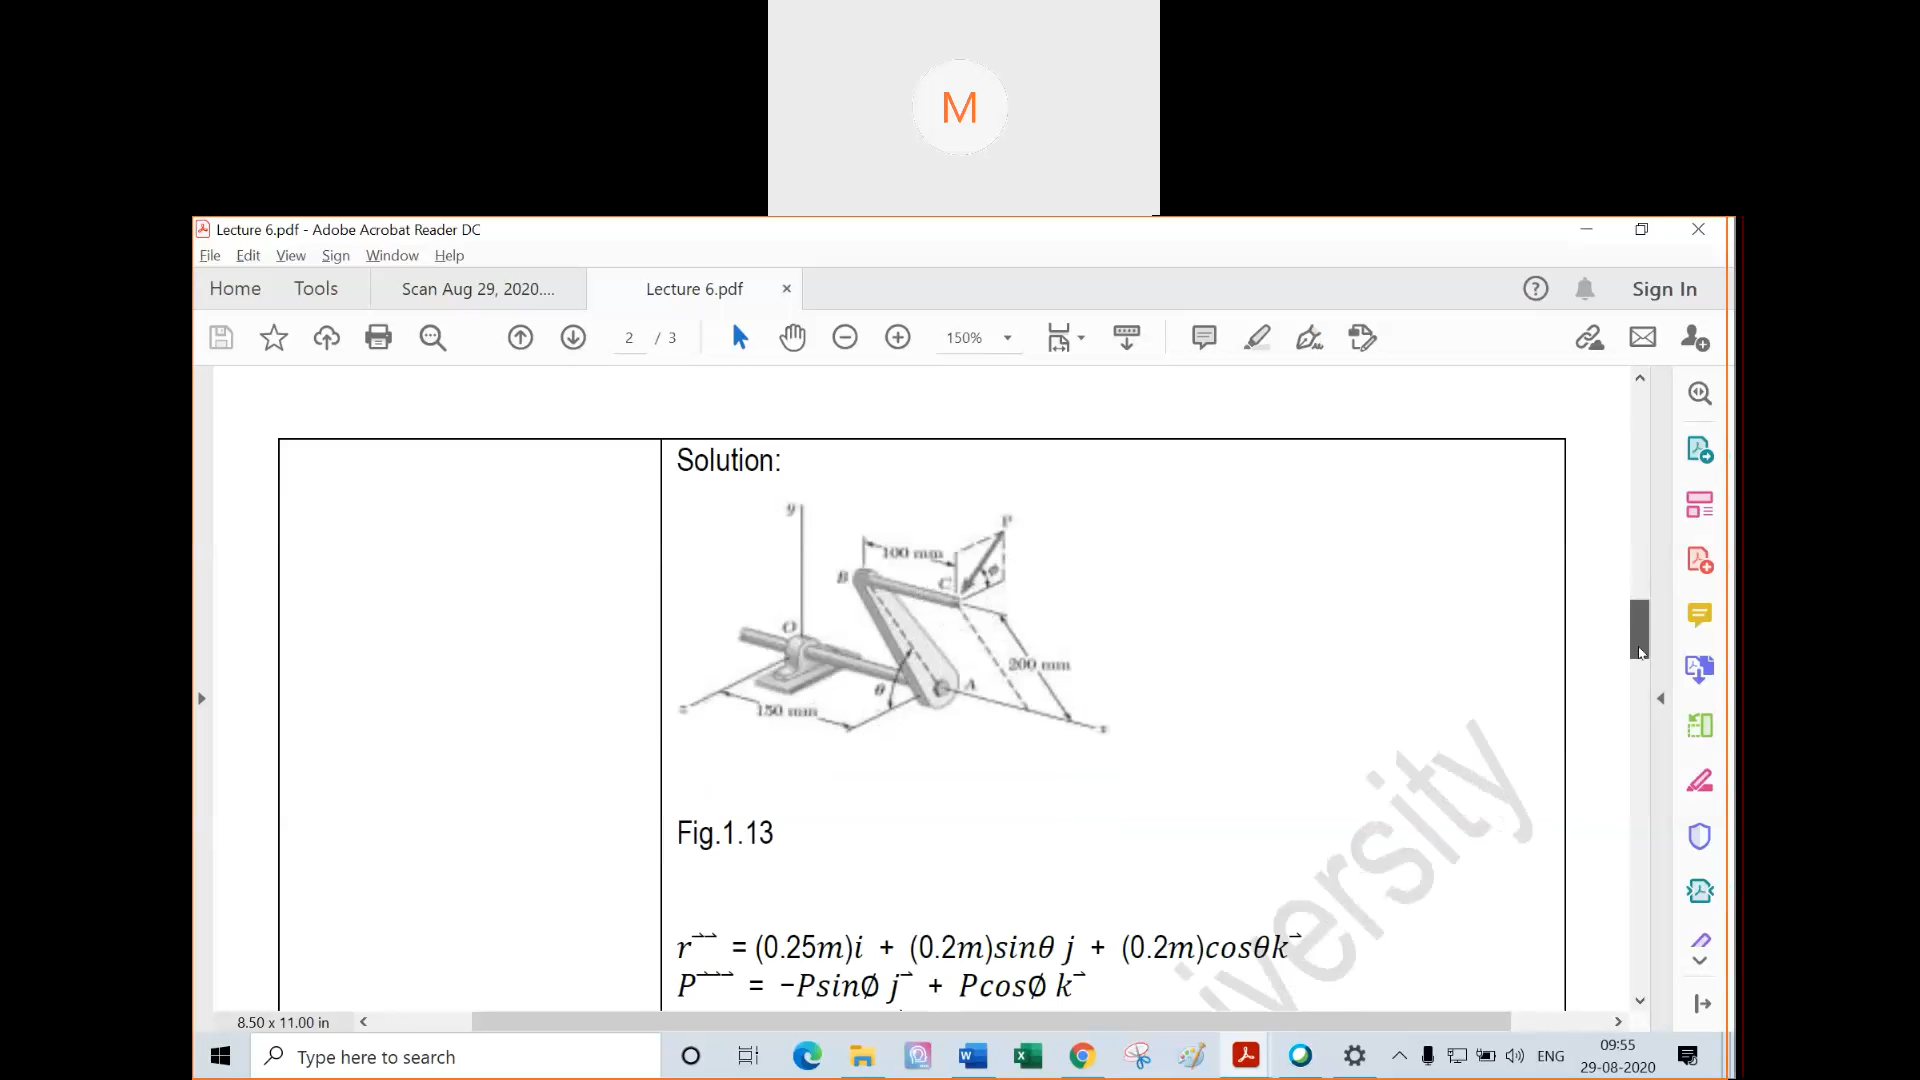 M
Lecture 6.pdf - Adobe Acrobat Reader DC
File Edit View Sign Window Help
Home Tools Scan Aug 29, 2020.... Lecture 6.pdf × Sign In
2 / 3 150%
Solution:
y
P
100 mm
B
C
ø
O
200 mm
θ
A
z
150 mm
x
Fig.1.13
r⃗ = (0.25m)i + (0.2m)sinθ j + (0.2m)cosθk⃗
P⃗ = −Psin∅ j⃗ + Pcos∅ k⃗
iversity
8.50 x 11.00 in
Type here to search
ENG
09:55
29-08-2020